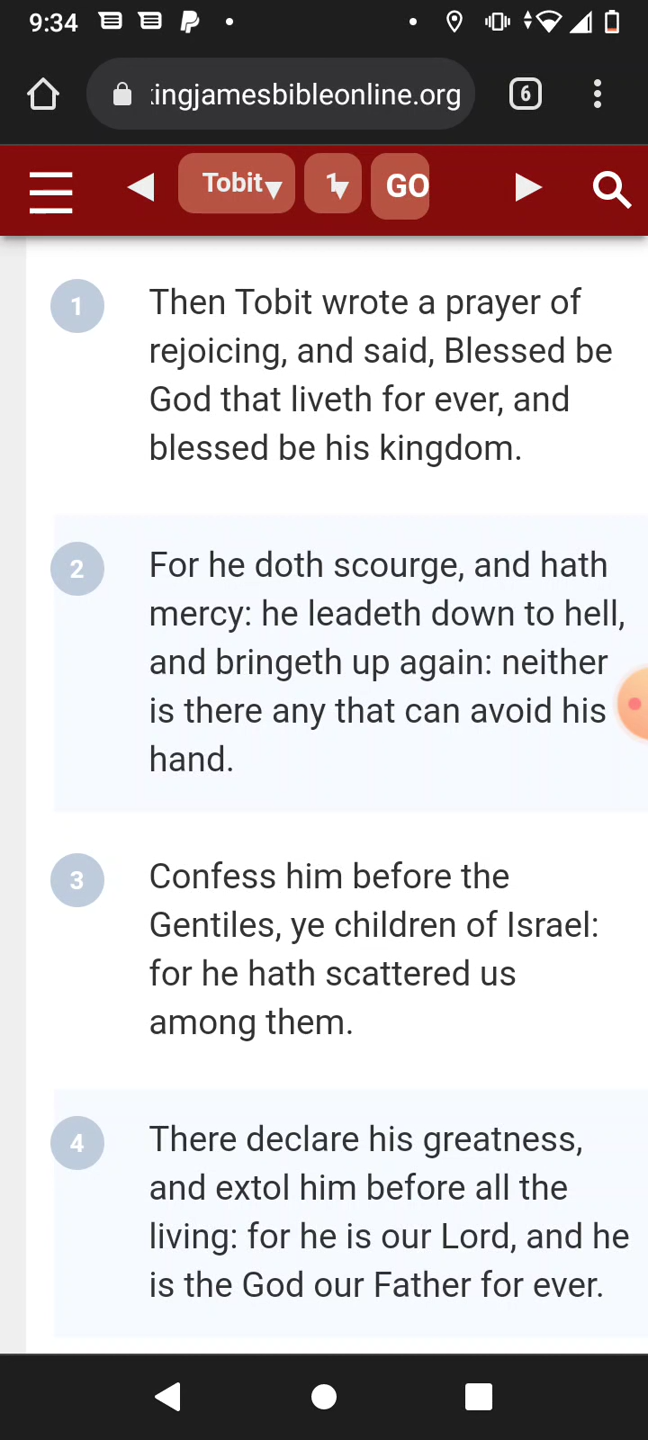 9:34
:ingjamesbibleonline.org
6
Tobit
1
GO
1
Then Tobit wrote a prayer of
rejoicing, and said, Blessed be
God that liveth for ever, and
blessed be his kingdom.
2
For he doth scourge, and hath
mercy: he leadeth down to hell,
and bringeth up again: neither
is there any that can avoid his
hand.
3
Confess him before the
Gentiles, ye children of Israel:
for he hath scattered us
among them.
4
There declare his greatness,
and extol him before all the
living: for he is our Lord, and he
is the God our Father for ever.